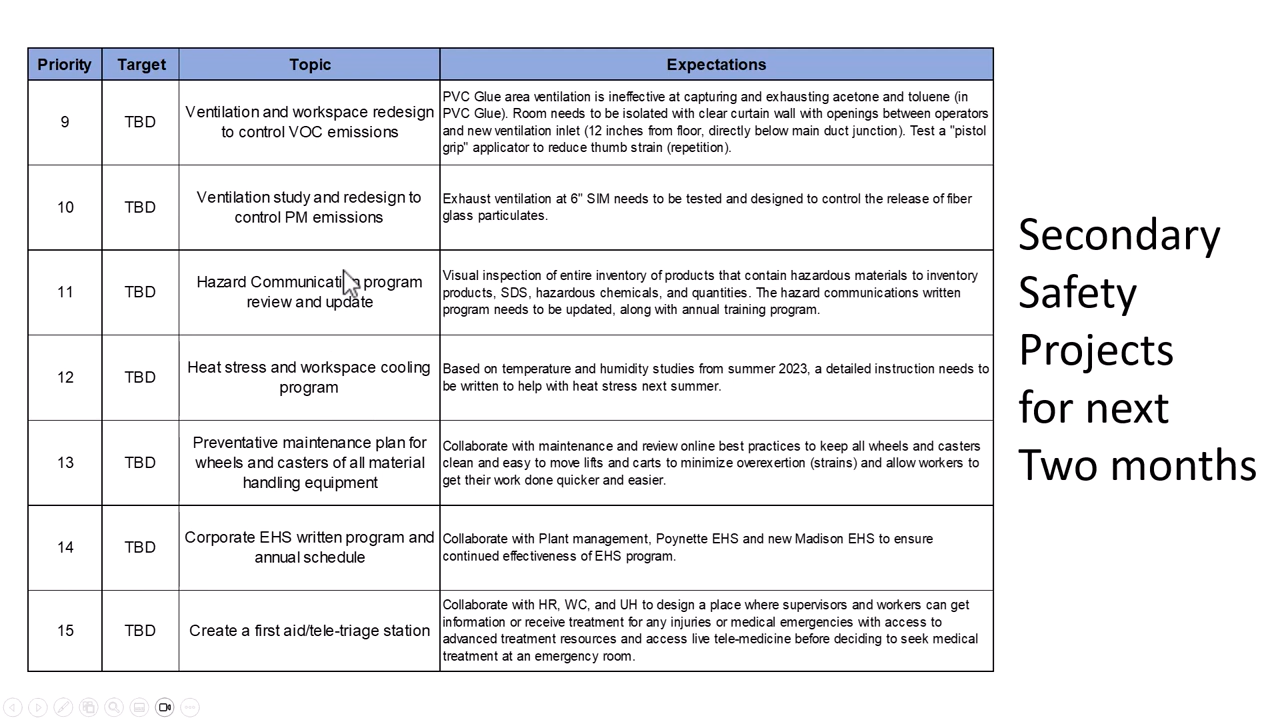 Priority
Target
Topic
Expectations
9
TBD
Ventilation and workspace redesign
to control VOC emissions
PVC Glue area ventilation is ineffective at capturing and exhausting acetone and toluene (in
PVC Glue). Room needs to be isolated with clear curtain wall with openings between operators
and new ventilation inlet (12 inches from floor, directly below main duct junction). Test a "pistol
grip" applicator to reduce thumb strain (repetition).
10
TBD
Ventilation study and redesign to
control PM emissions
Exhaust ventilation at 6" SIM needs to be tested and designed to control the release of fiber
glass particulates.
11
TBD
Hazard Communication program
review and update
Visual inspection of entire inventory of products that contain hazardous materials to inventory
products, SDS, hazardous chemicals, and quantities. The hazard communications written
program needs to be updated, along with annual training program.
12
TBD
Heat stress and workspace cooling
program
Based on temperature and humidity studies from summer 2023, a detailed instruction needs to
be written to help with heat stress next summer.
13
TBD
Preventative maintenance plan for
wheels and casters of all material
handling equipment
Collaborate with maintenance and review online best practices to keep all wheels and casters
clean and easy to move lifts and carts to minimize overexertion (strains) and allow workers to
get their work done quicker and easier.
14
TBD
Corporate EHS written program and
annual schedule
Collaborate with Plant management, Poynette EHS and new Madison EHS to ensure
continued effectiveness of EHS program.
15
TBD
Create a first aid/tele-triage station
Collaborate with HR, WC, and UH to design a place where supervisors and workers can get
information or receive treatment for any injuries or medical emergencies with access to
advanced treatment resources and access live tele-medicine before deciding to seek medical
treatment at an emergency room.
Secondary
Safety
Projects
for next
Two months